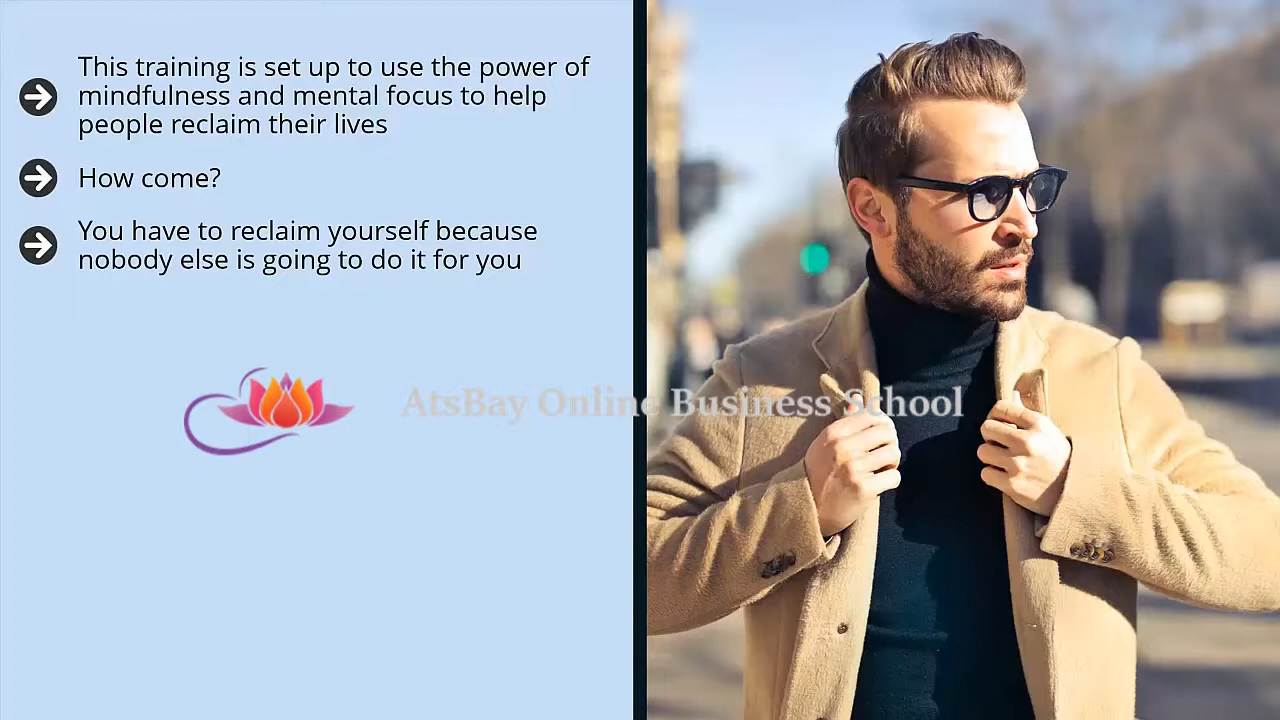 This training is set up to use the power of
mindfulness and mental focus to help
people reclaim their lives
How come?
You have to reclaim yourself because
nobody else is going to do it for you
AtsBay Online Business School